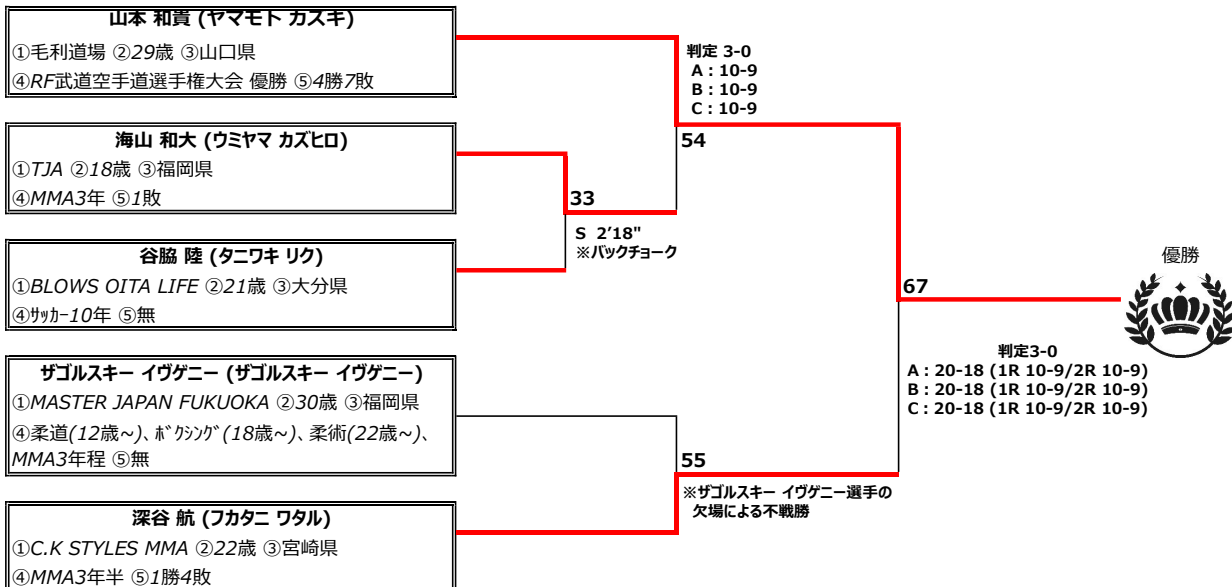 山本 和貴 (ヤマモト カズキ)
①毛利道場 ②29歳 ③山口県
④RF武道空手道選手権大会 優勝 ⑤4勝7敗
判定 3-0
A : 10-9
B : 10-9
C : 10-9
海山 和大 (ウミヤマ カズヒロ)
①TJA ②18歳 ③福岡県
④MMA3年 ⑤1敗
54
33
S 2'18"
※バックチョーク
谷脇 陸 (タニワキ リク)
①BLOWS OITA LIFE ②21歳 ③大分県
④ｻｯｶｰ10年 ⑤無
67
優勝
判定3-0
A : 20-18 (1R 10-9/2R 10-9)
B : 20-18 (1R 10-9/2R 10-9)
C : 20-18 (1R 10-9/2R 10-9)
ザゴルスキー イヴゲニー (ザゴルスキー イヴゲニー)
①MASTER JAPAN FUKUOKA ②30歳 ③福岡県
④柔道(12歳~)、ﾎﾞｸｼﾝｸﾞ(18歳~)、柔術(22歳~)、
MMA3年程 ⑤無
55
※ザゴルスキー イヴゲニー選手の
欠場による不戦勝
深谷 航 (フカタニ ワタル)
①C.K STYLES MMA ②22歳 ③宮崎県
④MMA3年半 ⑤1勝4敗